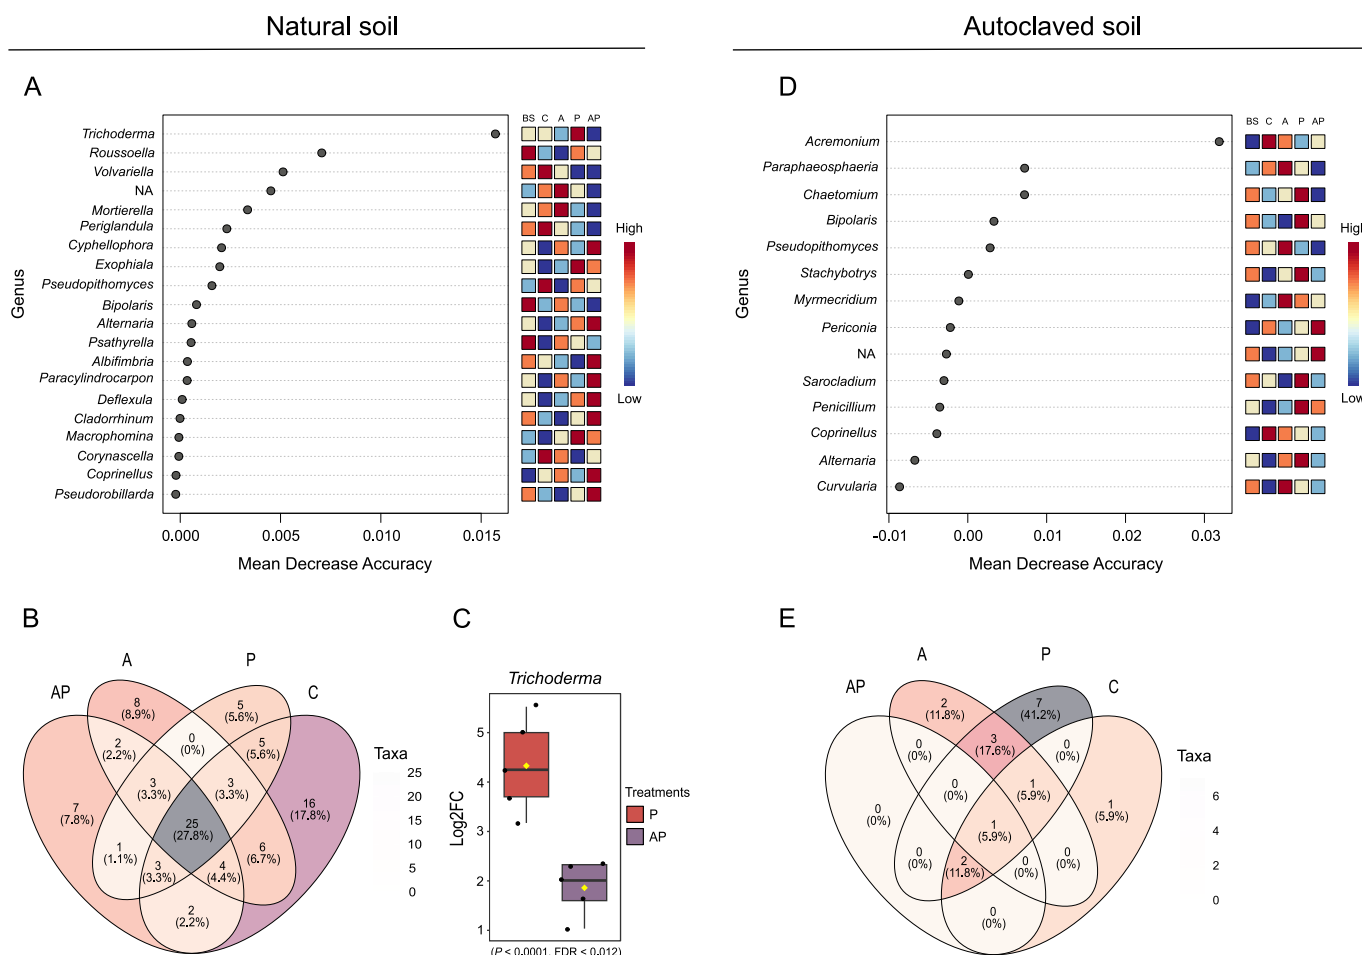 Natural soil
Autoclaved soil
A
D
BS C A P AP
Trichoderma
Roussoella
Volvariella
NA
Mortierella
Periglandula
Cyphellophora
Exophiala
Pseudopithomyces
Bipolaris
Alternaria
Psathyrella
Albifimbria
Paracylindrocarpon
Deflexula
Cladorrhinum
Macrophomina
Corynascella
Coprinellus
Pseudorobillarda
Genus
High
Low
0.000 0.005 0.010 0.015
Mean Decrease Accuracy
BS C A P AP
Acremonium
Paraphaeosphaeria
Chaetomium
Bipolaris
Pseudopithomyces
Stachybotrys
Myrmecridium
Periconia
NA
Sarocladium
Penicillium
Coprinellus
Alternaria
Curvularia
Genus
High
Low
-0.01 0.00 0.01 0.02 0.03
Mean Decrease Accuracy
B
AP
A
P
C
8
(8.9%)
5
(5.6%)
2
(2.2%)
0
(0%)
5
(5.6%)
7
(7.8%)
3
(3.3%)
3
(3.3%)
16
(17.8%)
25
(27.8%)
1
(1.1%)
6
(6.7%)
3
(3.3%)
4
(4.4%)
2
(2.2%)
Taxa
25
20
15
10
5
0
C
Trichoderma
Log2FC
5
4
3
2
1
(P < 0.0001, FDR < 0.012)
Treatments
P
AP
E
AP
A
P
C
2
(11.8%)
7
(41.2%)
0
(0%)
3
(17.6%)
0
(0%)
0
(0%)
0
(0%)
1
(5.9%)
1
(5.9%)
1
(5.9%)
0
(0%)
0
(0%)
2
(11.8%)
0
(0%)
0
(0%)
Taxa
6
4
2
0